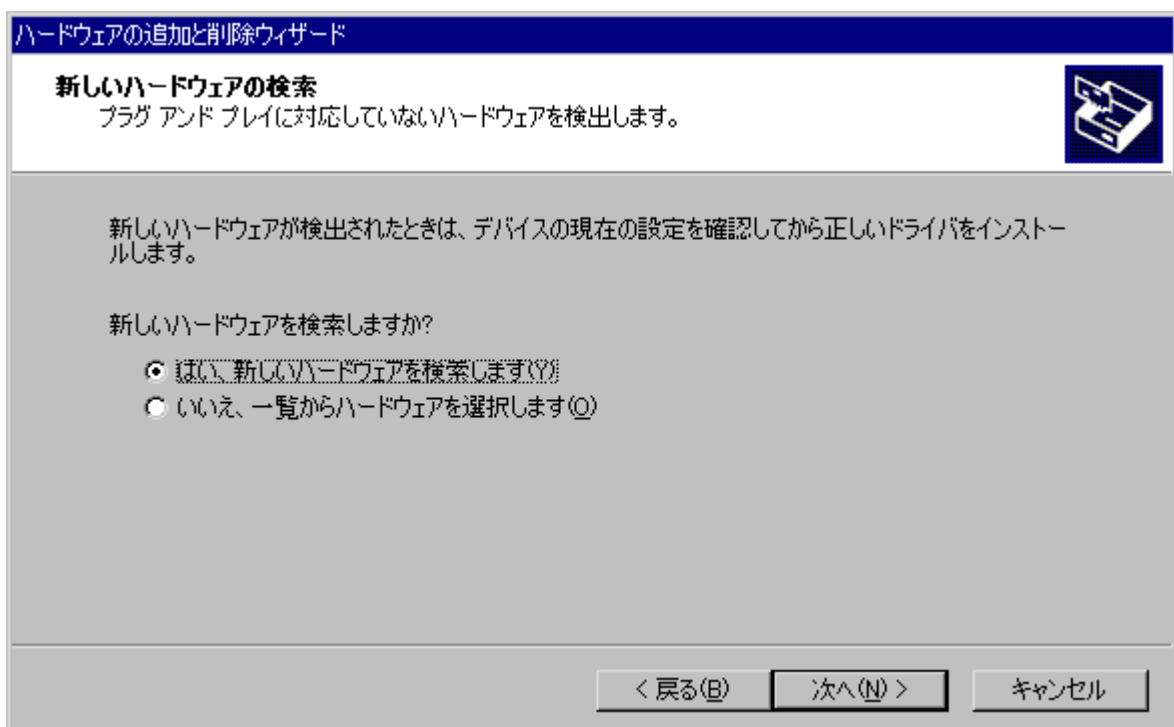 ハードウェアの追加と削除ウィザード
新しいハードウェアの検索
プラグ アンド プレイに対応していないハードウェアを検出します。
新しいハードウェアが検出されたときは、デバイスの現在の設定を確認してから正しいドライバをインストー
ルします。
新しいハードウェアを検索しますか?
はい、新しいハードウェアを検索します(Y)
いいえ、一覧からハードウェアを選択します(O)
< 戻る(B) 次へ(N) > キャンセル